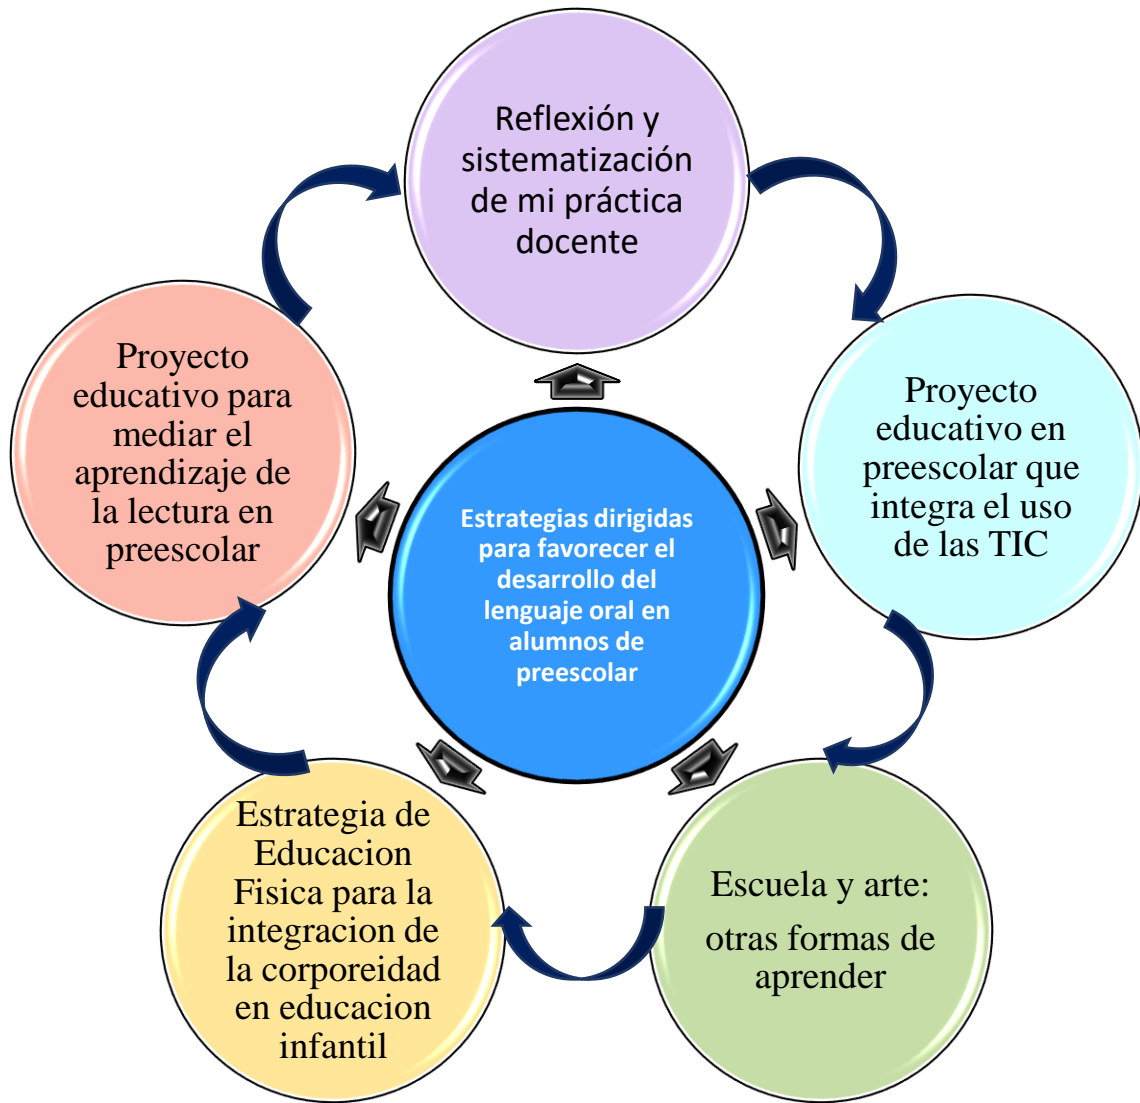 Reflexión y
sistematización
de mi práctica
docente
Proyecto
educativo en
preescolar que
integra el uso
de las TIC
Escuela y arte:
otras formas de
aprender
Estrategia de
Educacion
Fisica para la
integracion de
la corporeidad
en educacion
infantil
Proyecto
educativo para
mediar el
aprendizaje de
la lectura en
preescolar
Estrategias dirigidas
para favorecer el
desarrollo del
lenguaje oral en
alumnos de
preescolar